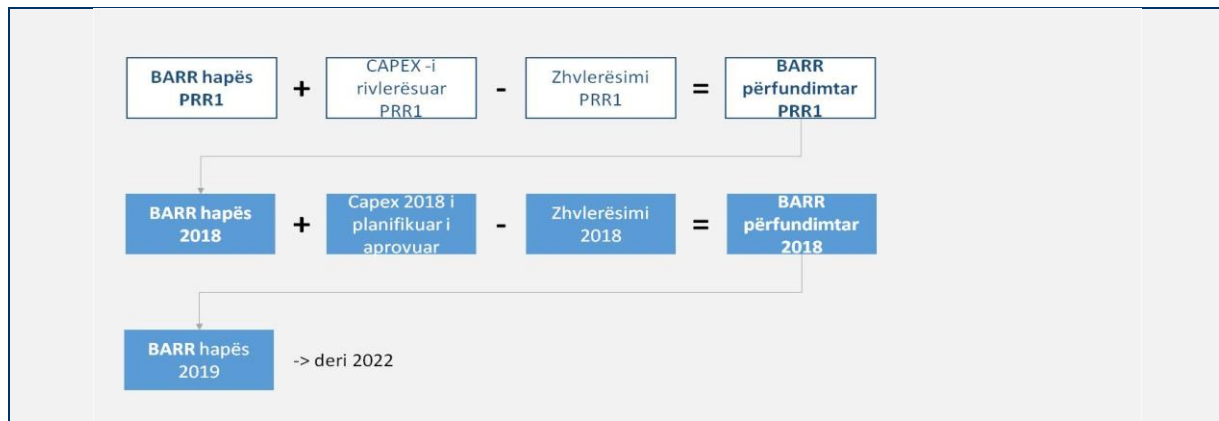 BARR hapës
PRR1
+
CAPEX -i
rivlerësuar
PRR1
-
Zhvlerësimi
PRR1
=
BARR
përfundimtar
PRR1
BARR hapës
2018
+
Capex 2018 i
planifikuar i
aprovuar
-
Zhvlerësimi
2018
=
BARR
përfundimtar
2018
BARR hapës
2019
-> deri 2022